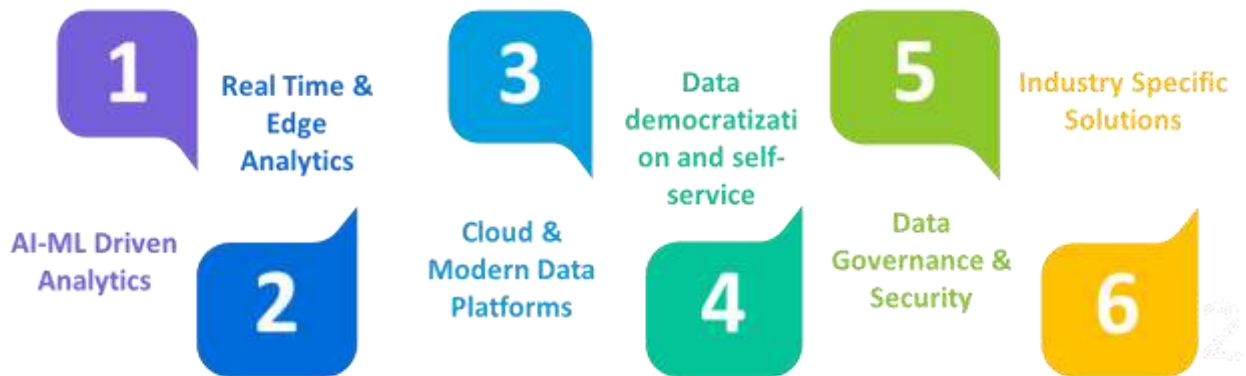 1
AI-ML Driven
Analytics
Real Time &
Edge
Analytics
2
3
Cloud &
Modern Data
Platforms
Data
democratizati
on and self-
service
4
5
Data
Governance &
Security
Industry Specific
Solutions
6
2